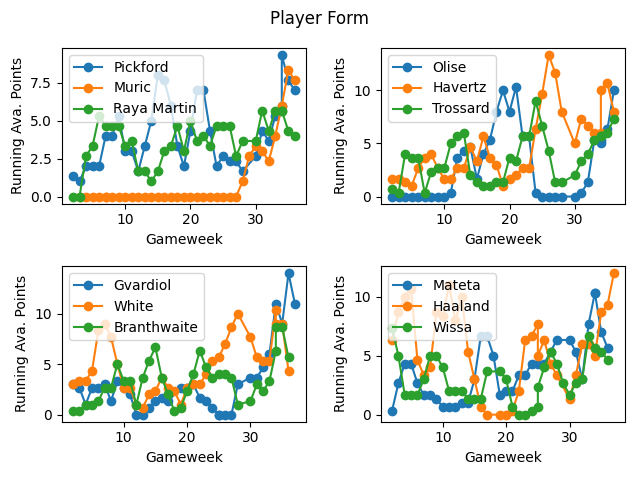 Player Form
Running Ava. Points
7.5
5.0
2.5
0.0
Pickford
Muric
Raya Martin
10
20
30
Gameweek
Running Ava. Points
10
5
0
Olise
Havertz
Trossard
10
20
30
Gameweek
Running Ava. Points
10
5
0
Gvardiol
White
Branthwaite
10
20
30
Gameweek
Running Ava. Points
10
5
0
Mateta
Haaland
Wissa
10
20
30
Gameweek